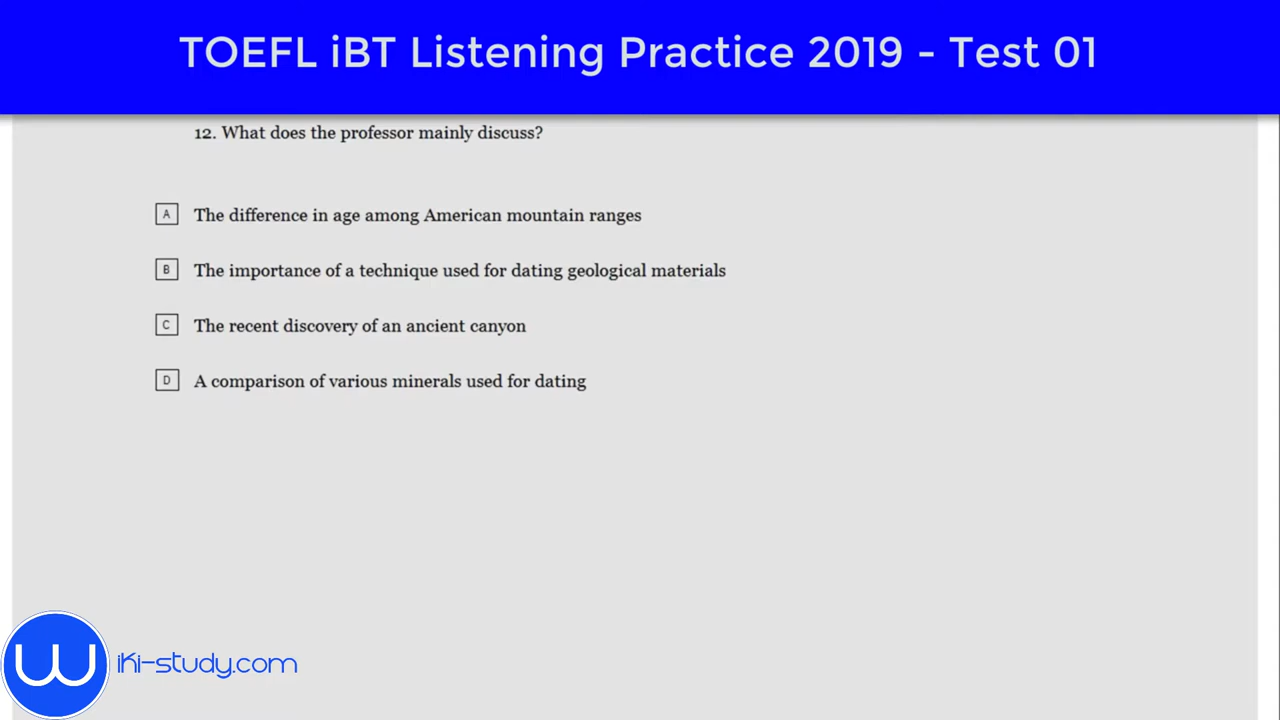 TOEFL iBT Listening Practice 2019 - Test 01
12. What does the professor mainly discuss?
A The difference in age among American mountain ranges
B The importance of a technique used for dating geological materials
C The recent discovery of an ancient canyon
D A comparison of various minerals used for dating
W iki-study.com